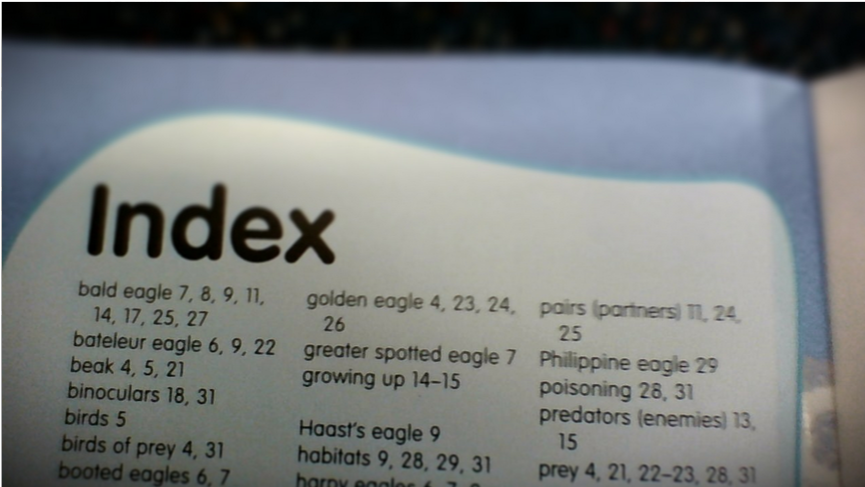 Index
bald eagle 7, 8, 9, 11,
14, 17, 25, 27
bateleur eagle 6, 9, 22
beak 4, 5, 21
binoculars 18, 31
birds 5
birds of prey 4, 31
booted eagles 6, 7
golden eagle 4, 23, 24,
26
greater spotted eagle 7
growing up 14–15
Haast's eagle 9
habitats 9, 28, 29, 31
harpy eagles 6, 7,
pairs (partners) 11, 24,
25
Philippine eagle 29
poisoning 28, 31
predators (enemies) 13,
15
prey 4, 21, 22–23, 28, 31